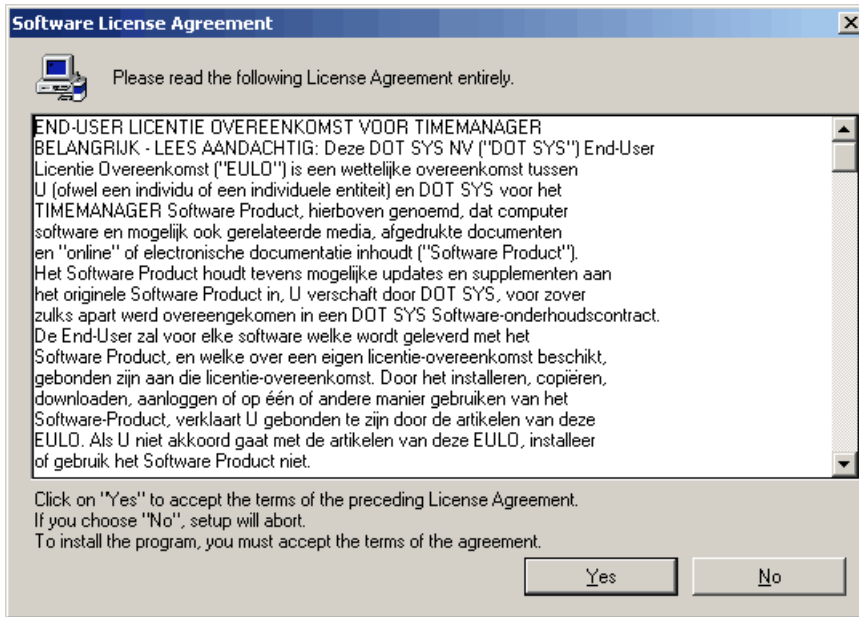 Software License Agreement
Please read the following License Agreement entirely.
END-USER LICENTIE OVEREENKOMST VOOR TIMEMANAGER
BELANGRIJK - LEES AANDACHTIG: Deze DOT SYS NV ("DOT SYS") End-User
Licentie Overeenkomst ("EULO") is een wettelijke overeenkomst tussen
U (ofwel een individu of een individuele entiteit) en DOT SYS voor het
TIMEMANAGER Software Product, hierboven genoemd, dat computer
software en mogelijk ook gerelateerde media, afgedrukte documenten
en "online" of electronische documentatie inhoudt ("Software Product").
Het Software Product houdt tevens mogelijke updates en supplementen aan
het originele Software Product in, U verschaft door DOT SYS, voor zover
zulks apart werd overeengekomen in een DOT SYS Software-onderhoudscontract.
De End-User zal voor elke software welke wordt geleverd met het
Software Product, en welke over een eigen licentie-overeenkomst beschikt,
gebonden zijn aan die licentie-overeenkomst. Door het installeren, copiëren,
downloaden, aanloggen of op één of andere manier gebruiken van het
Software-Product, verklaart U gebonden te zijn door de artikelen van deze
EULO. Als U niet akkoord gaat met de artikelen van deze EULO, installeer
of gebruik het Software Product niet.
Click on "Yes" to accept the terms of the preceding License Agreement.
If you choose "No", setup will abort.
To install the program, you must accept the terms of the agreement.
Yes No